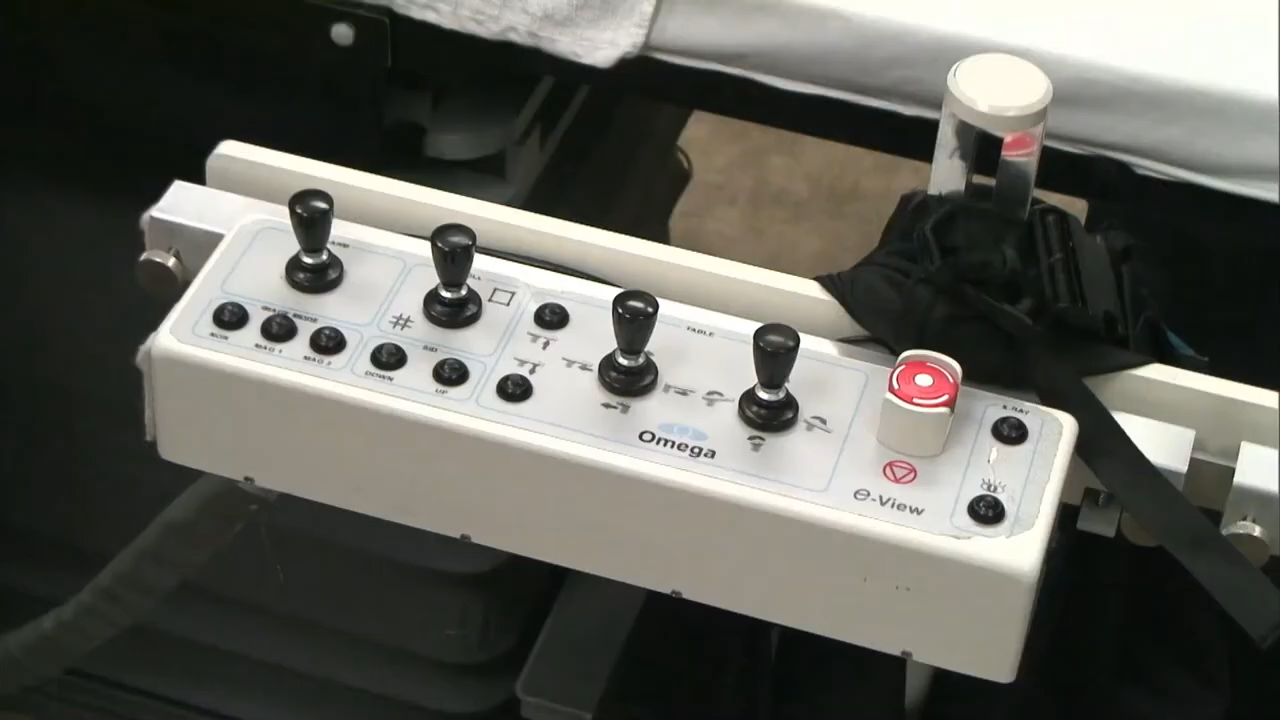 IMAGE MODE
NOR
MAG 1
MAG 2
SID
DOWN
UP
TABLE
Omega
e-View
X-RAY